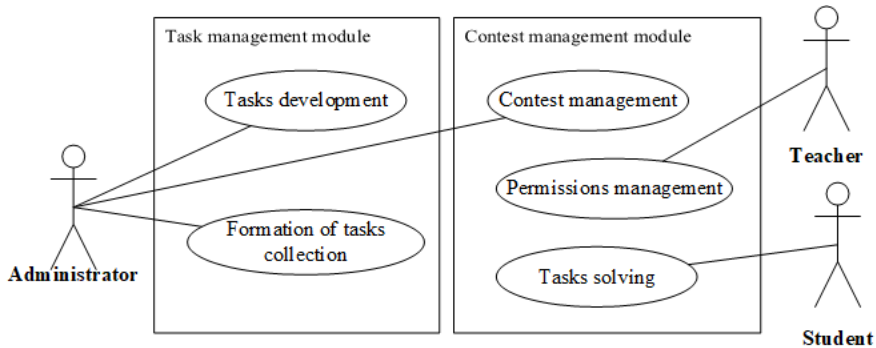 Task management module
Contest management module
Tasks development
Contest management
Teacher
Permissions management
Formation of tasks
collection
Administrator
Tasks solving
Student